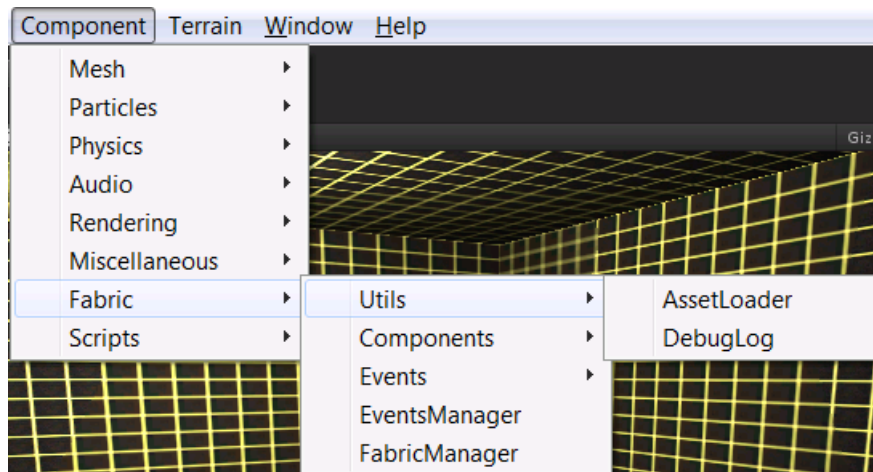 Component Terrain Window Help
Mesh
Particles
Physics
Giz
Audio
Rendering
Miscellaneous
Fabric
Utils
AssetLoader
Scripts
Components
DebugLog
Events
EventsManager
FabricManager